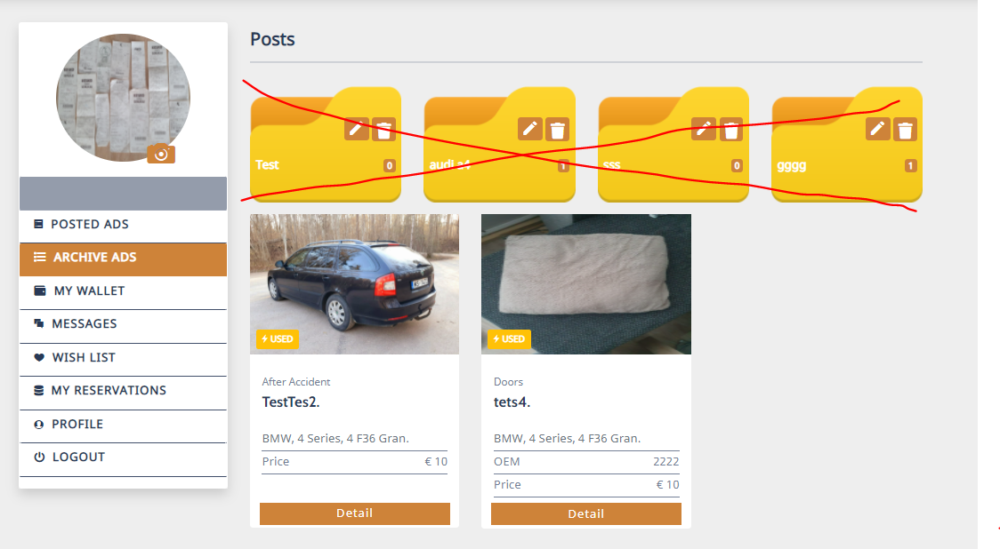 Posts
Test 0
audi a4 1
sss 0
gggg 1
POSTED ADS
ARCHIVE ADS
MY WALLET
MESSAGES
WISH LIST
MY RESERVATIONS
PROFILE
LOGOUT
USED
After Accident
TestTes2.
BMW, 4 Series, 4 F36 Gran.
Price € 10
Detail
USED
Doors
tets4.
BMW, 4 Series, 4 F36 Gran.
OEM 2222
Price € 10
Detail